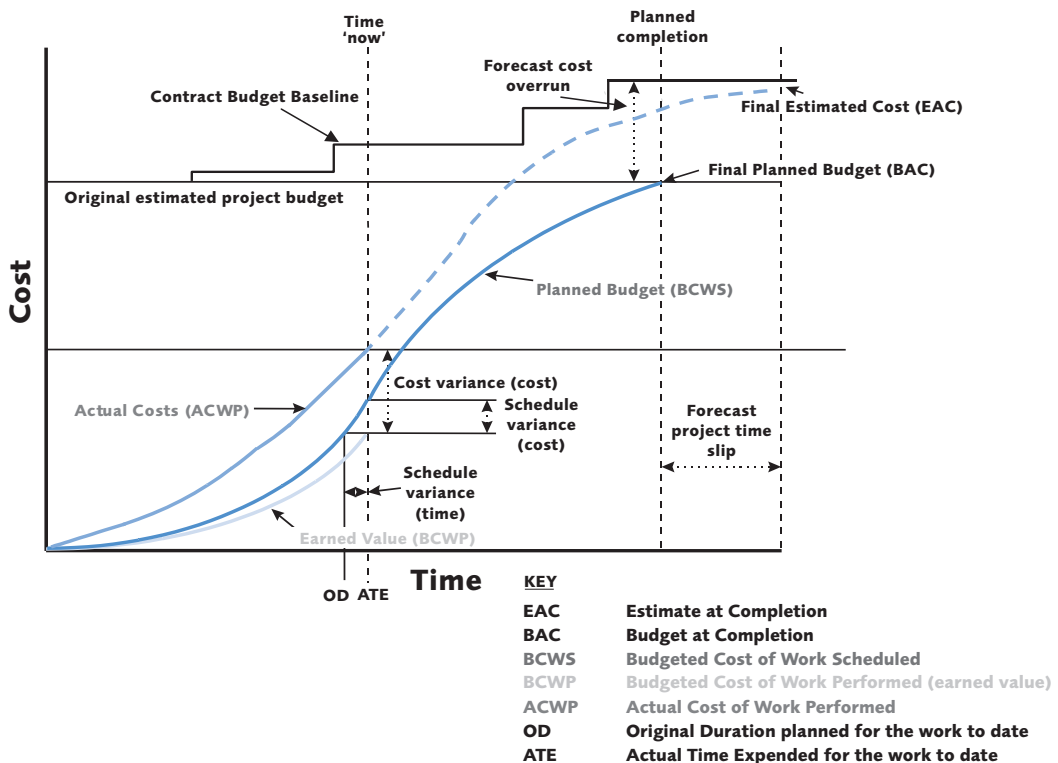 Time
‘now’
Planned
completion
Forecast cost
overrun
Contract Budget Baseline
Final Estimated Cost (EAC)
Final Planned Budget (BAC)
Original estimated project budget
Cost
Planned Budget (BCWS)
Cost variance (cost)
Actual Costs (ACWP)
Schedule
variance
(cost)
Forecast
project time
slip
Schedule
variance
(time)
Earned Value (BCWP)
Time
OD ATE
KEY
EAC Estimate at Completion
BAC Budget at Completion
BCWS Budgeted Cost of Work Scheduled
BCWP Budgeted Cost of Work Performed (earned value)
ACWP Actual Cost of Work Performed
OD Original Duration planned for the work to date
ATE Actual Time Expended for the work to date